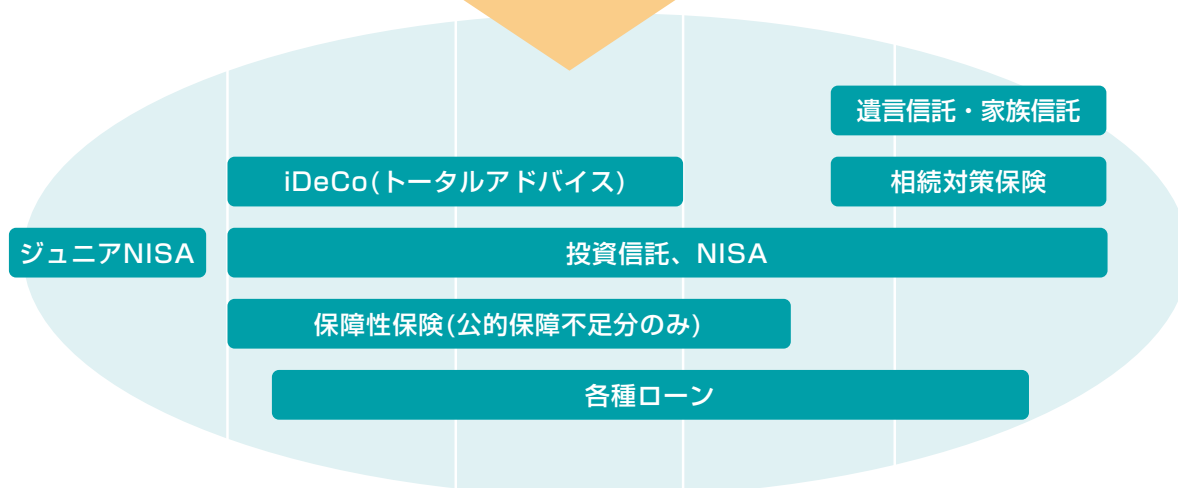 遺言信託・家族信託
iDeCo(トータルアドバイス)
相続対策保険
ジュニアNISA
投資信託、NISA
保障性保険(公的保障不足分のみ)
各種ローン